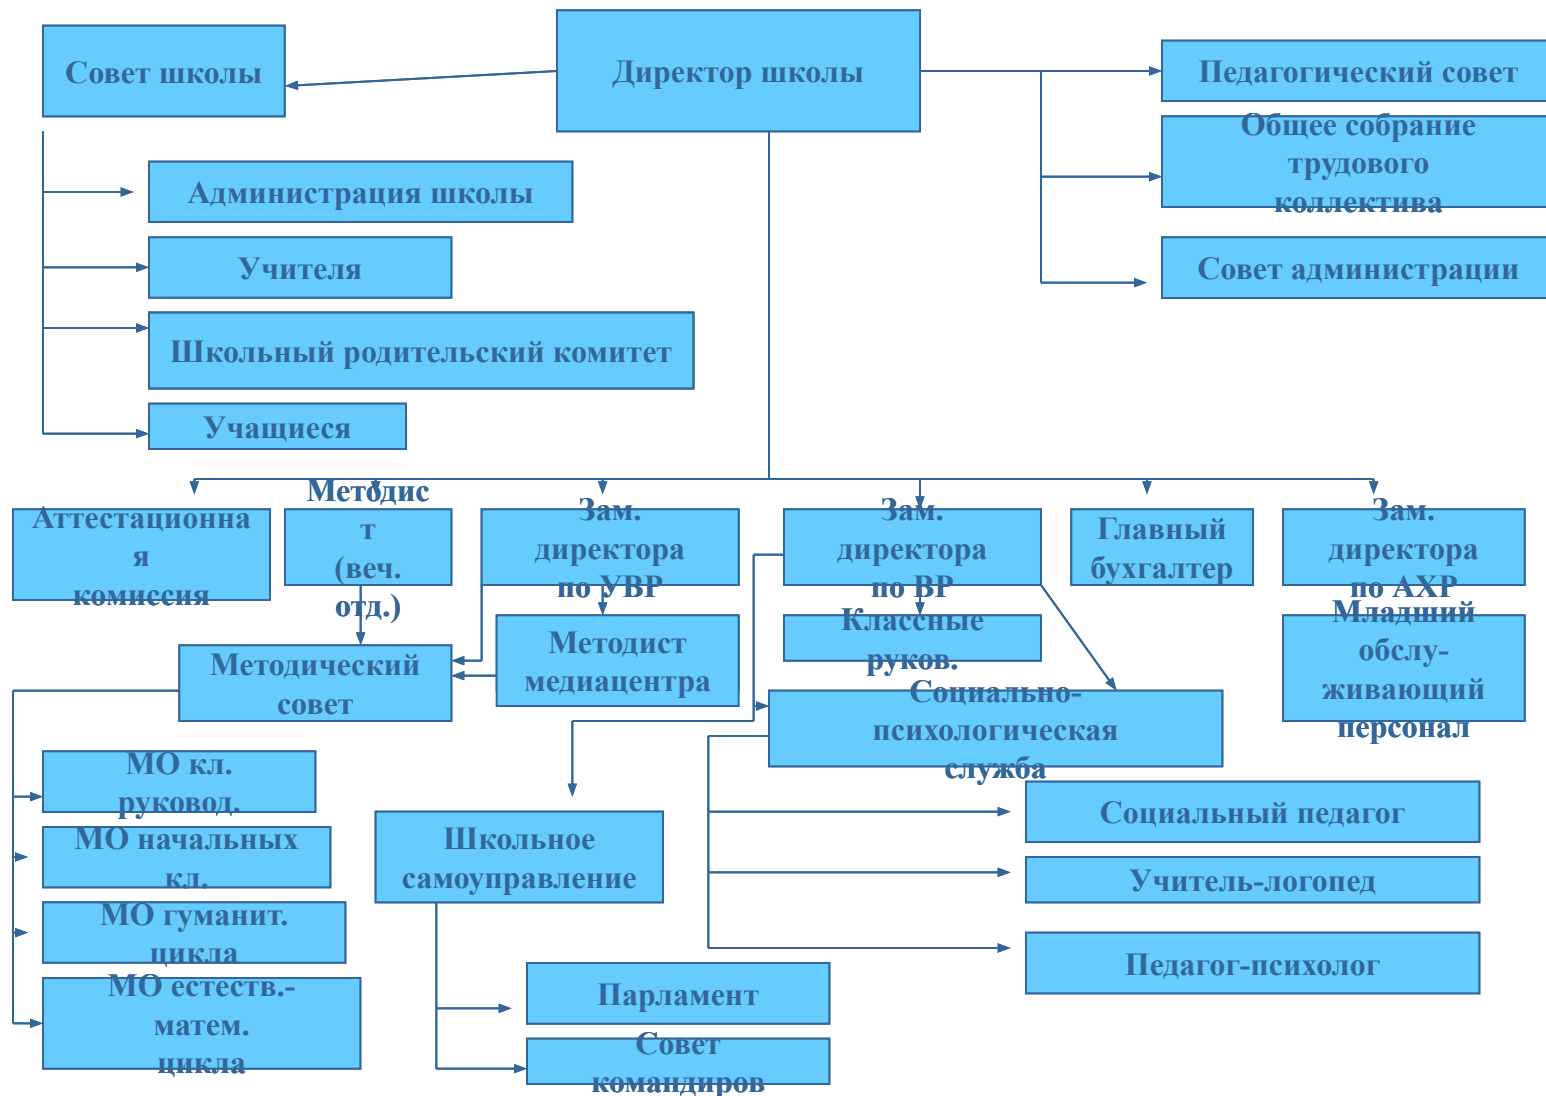 Совет школы
Директор школы
Педагогический совет
Общее собрание
трудового
коллектива
Совет администрации
Администрация школы
Учителя
Школьный родительский комитет
Учащиеся
Аттестационна
я
комиссия
Методис
т
(веч.
отд.)
Зам.
директора
по УВР
Зам.
директора
по ВР
Главный
бухгалтер
Зам.
директора
по АХР
Методический
совет
Методист
медиацентра
Классные
руков.
Младший
обслу-
живающий
персонал
Социально-
психологическая
служба
МО кл.
руковод.
МО начальных
кл.
МО гуманит.
цикла
МО естеств.-
матем.
цикла
Школьное
самоуправление
Социальный педагог
Учитель-логопед
Педагог-психолог
Парламент
Совет
командиров